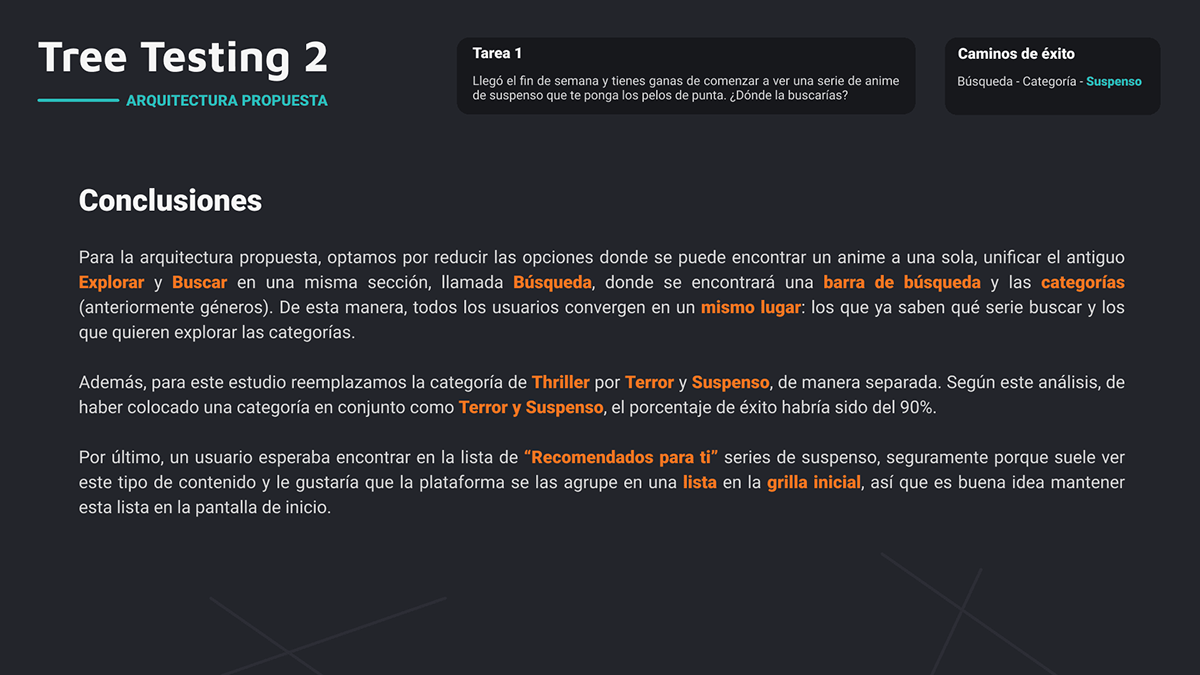 Tree Testing 2
ARQUITECTURA PROPUESTA
Tarea 1
Llegó el fin de semana y tienes ganas de comenzar a ver una serie de anime
de suspenso que te ponga los pelos de punta. ¿Dónde la buscarías?
Caminos de éxito
Búsqueda - Categoría - Suspenso
Conclusiones
Para la arquitectura propuesta, optamos por reducir las opciones donde se puede encontrar un anime a una sola, unificar el antiguo
Explorar y Buscar en una misma sección, llamada Búsqueda, donde se encontrará una barra de búsqueda y las categorías
(anteriormente géneros). De esta manera, todos los usuarios convergen en un mismo lugar: los que ya saben qué serie buscar y los
que quieren explorar las categorías.
Además, para este estudio reemplazamos la categoría de Thriller por Terror y Suspenso, de manera separada. Según este análisis, de
haber colocado una categoría en conjunto como Terror y Suspenso, el porcentaje de éxito habría sido del 90%.
Por último, un usuario esperaba encontrar en la lista de “Recomendados para ti” series de suspenso, seguramente porque suele ver
este tipo de contenido y le gustaría que la plataforma se las agrupe en una lista en la grilla inicial, así que es buena idea mantener
esta lista en la pantalla de inicio.